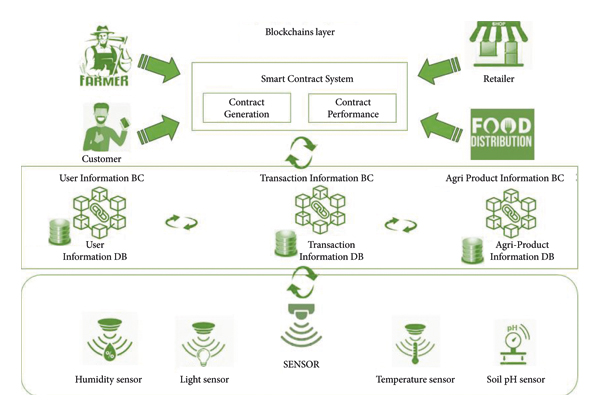 Blockchains layer
FARMER
SHOP
Retailer
Smart Contract System
Contract
Generation
Contract
Performance
Customer
FOOD
DISTRIBUTION
User Information BC
Transaction Information BC
Agri Product Information BC
User
Information DB
Transaction
Information DB
Agri-Product
Information DB
SENSOR
%
pH
Humidity sensor
Light sensor
Temperature sensor
Soil pH sensor